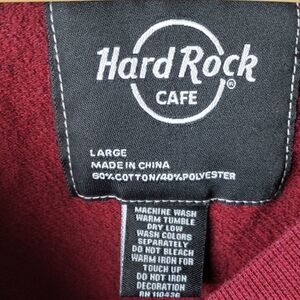 Hard Rock
®
CAFE
LARGE
MADE IN CHINA
60% COTTON/40% POLYESTER
MACHINE WASH
WARM TUMBLE
DRY LOW
WASH COLORS
SEPARATELY
DO NOT BLEACH
WARM IRON FOR
TOUCH UP
DO NOT IRON
DECORATION
RN 110436